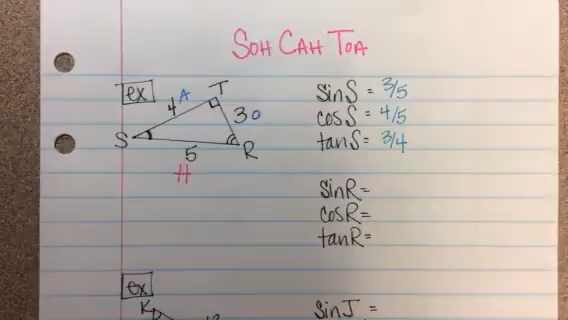 SOH CAH TOA
ex
T
4 A
3 O
S
5
R
H
sinS = 3/5
cosS = 4/5
tanS = 3/4
sinR=
cosR=
tanR=
ex
K
sinJ =